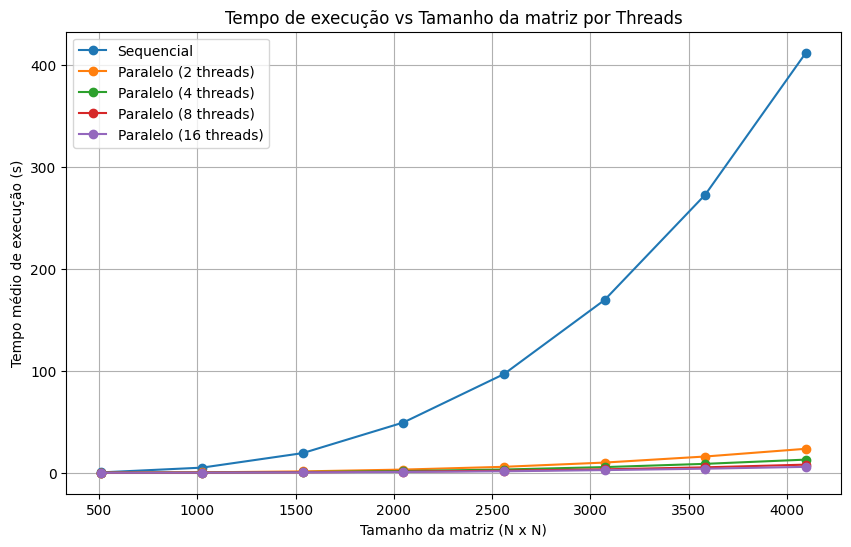 Tempo de execução vs Tamanho da matriz por Threads
Sequencial
Paralelo (2 threads)
Paralelo (4 threads)
Paralelo (8 threads)
Paralelo (16 threads)
Tempo médio de execução (s)
400
300
200
100
0
500 1000 1500 2000 2500 3000 3500 4000
Tamanho da matriz (N x N)